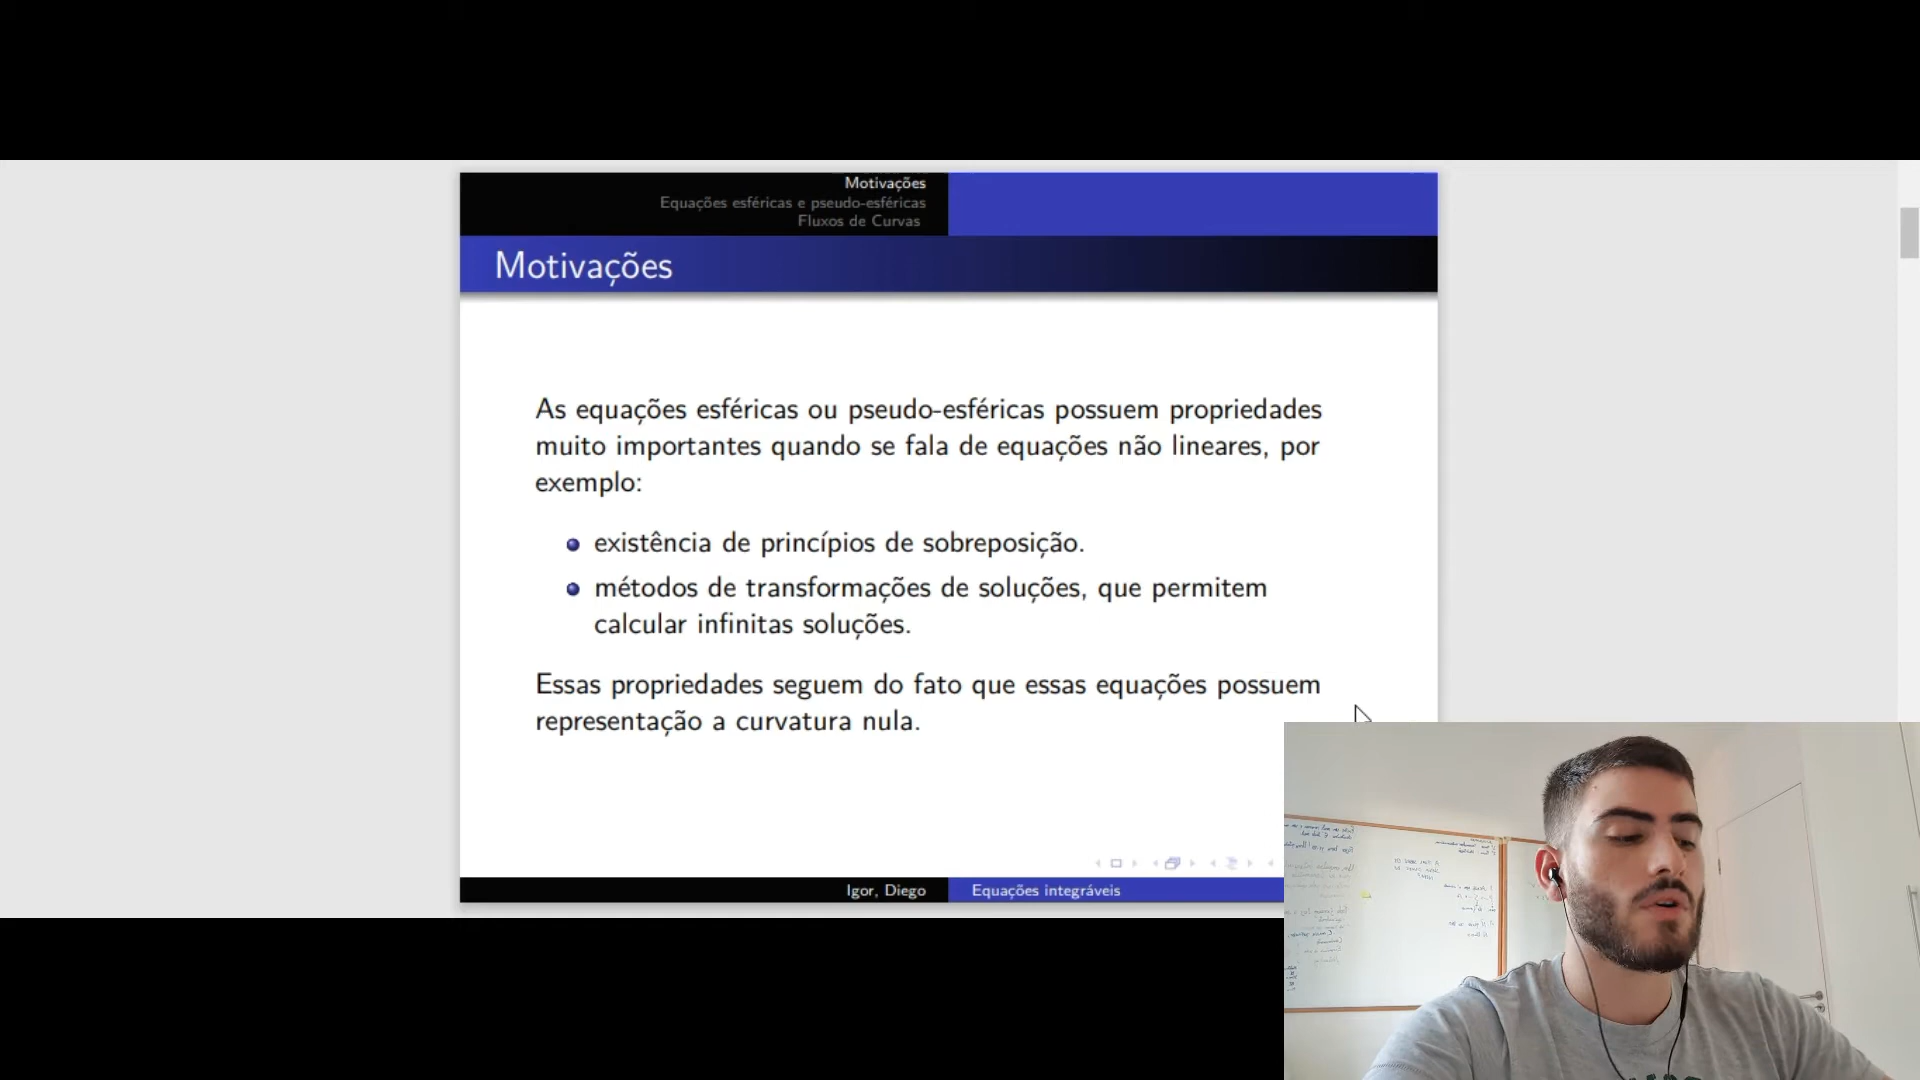 Motivações
Equações esféricas e pseudo-esféricas
Fluxos de Curvas
Motivações
As equações esféricas ou pseudo-esféricas possuem propriedades
muito importantes quando se fala de equações não lineares, por
exemplo:
existência de princípios de sobreposição.
métodos de transformações de soluções, que permitem
calcular infinitas soluções.
Essas propriedades seguem do fato que essas equações possuem
representação a curvatura nula.
Igor, Diego
Equações integráveis